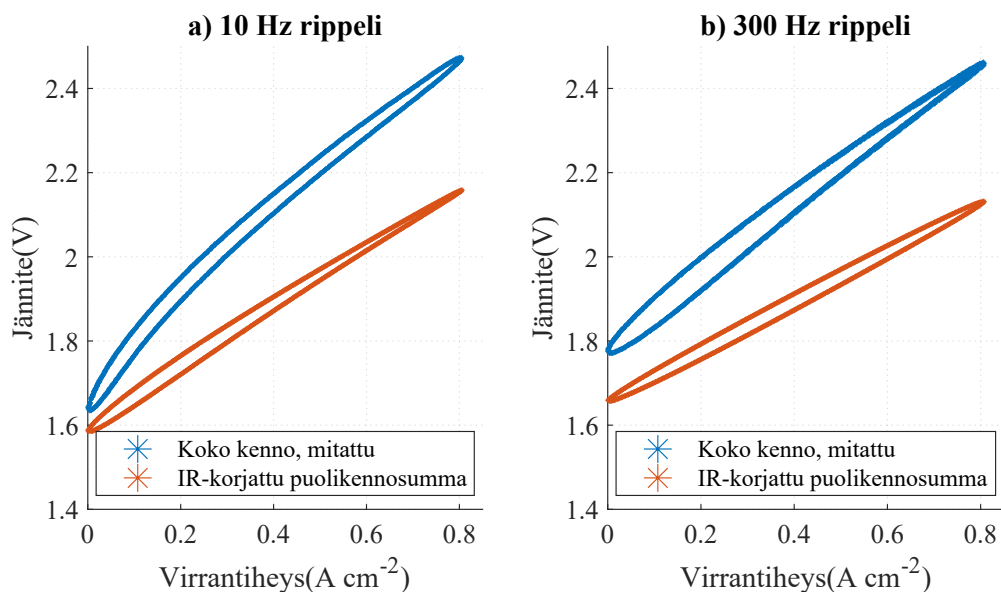 a) 10 Hz rippeli
Jännite(V)
2.4
2.2
2
1.8
1.6
1.4
Koko kenno, mitattu
IR-korjattu puolikennosumma
0 0.2 0.4 0.6 0.8
Virrantiheys(A cm-2)
b) 300 Hz rippeli
Jännite(V)
2.4
2.2
2
1.8
1.6
1.4
Koko kenno, mitattu
IR-korjattu puolikennosumma
0 0.2 0.4 0.6 0.8
Virrantiheys(A cm-2)